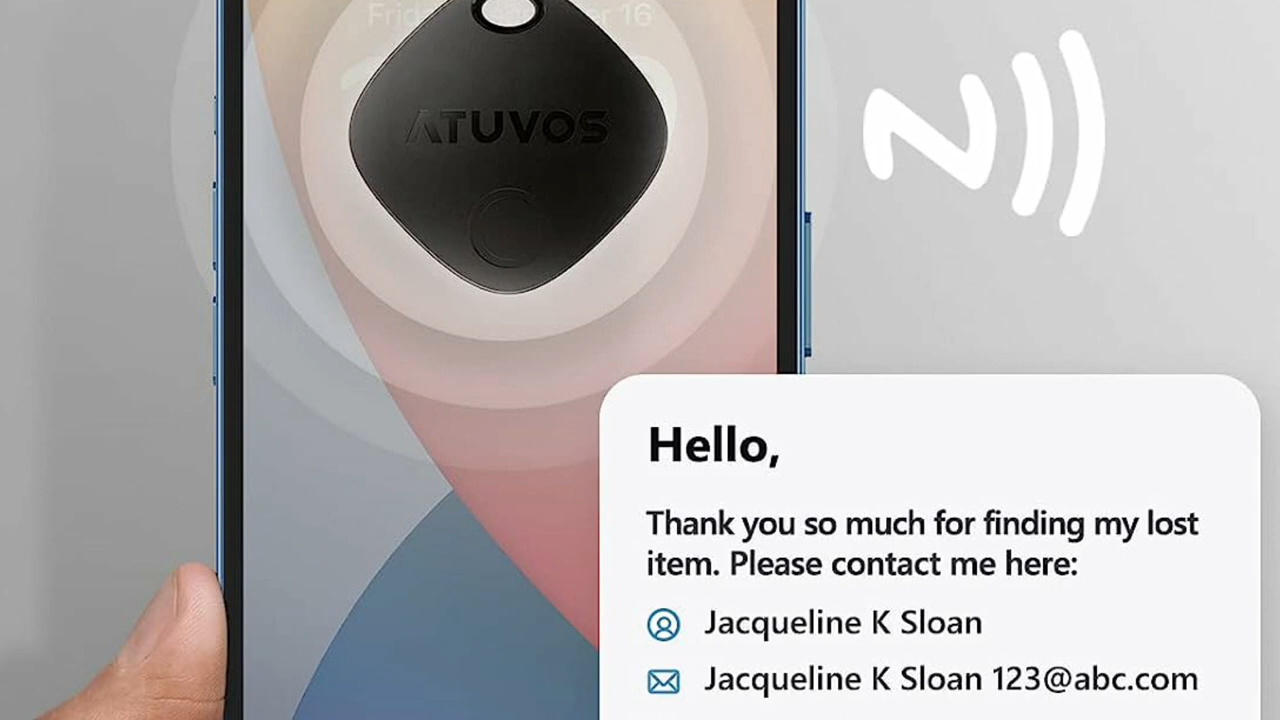 16
ATUVOS
Hello,
Thank you so much for finding my lost
item. Please contact me here:
Jacqueline K Sloan
Jacqueline K Sloan 123@abc.com